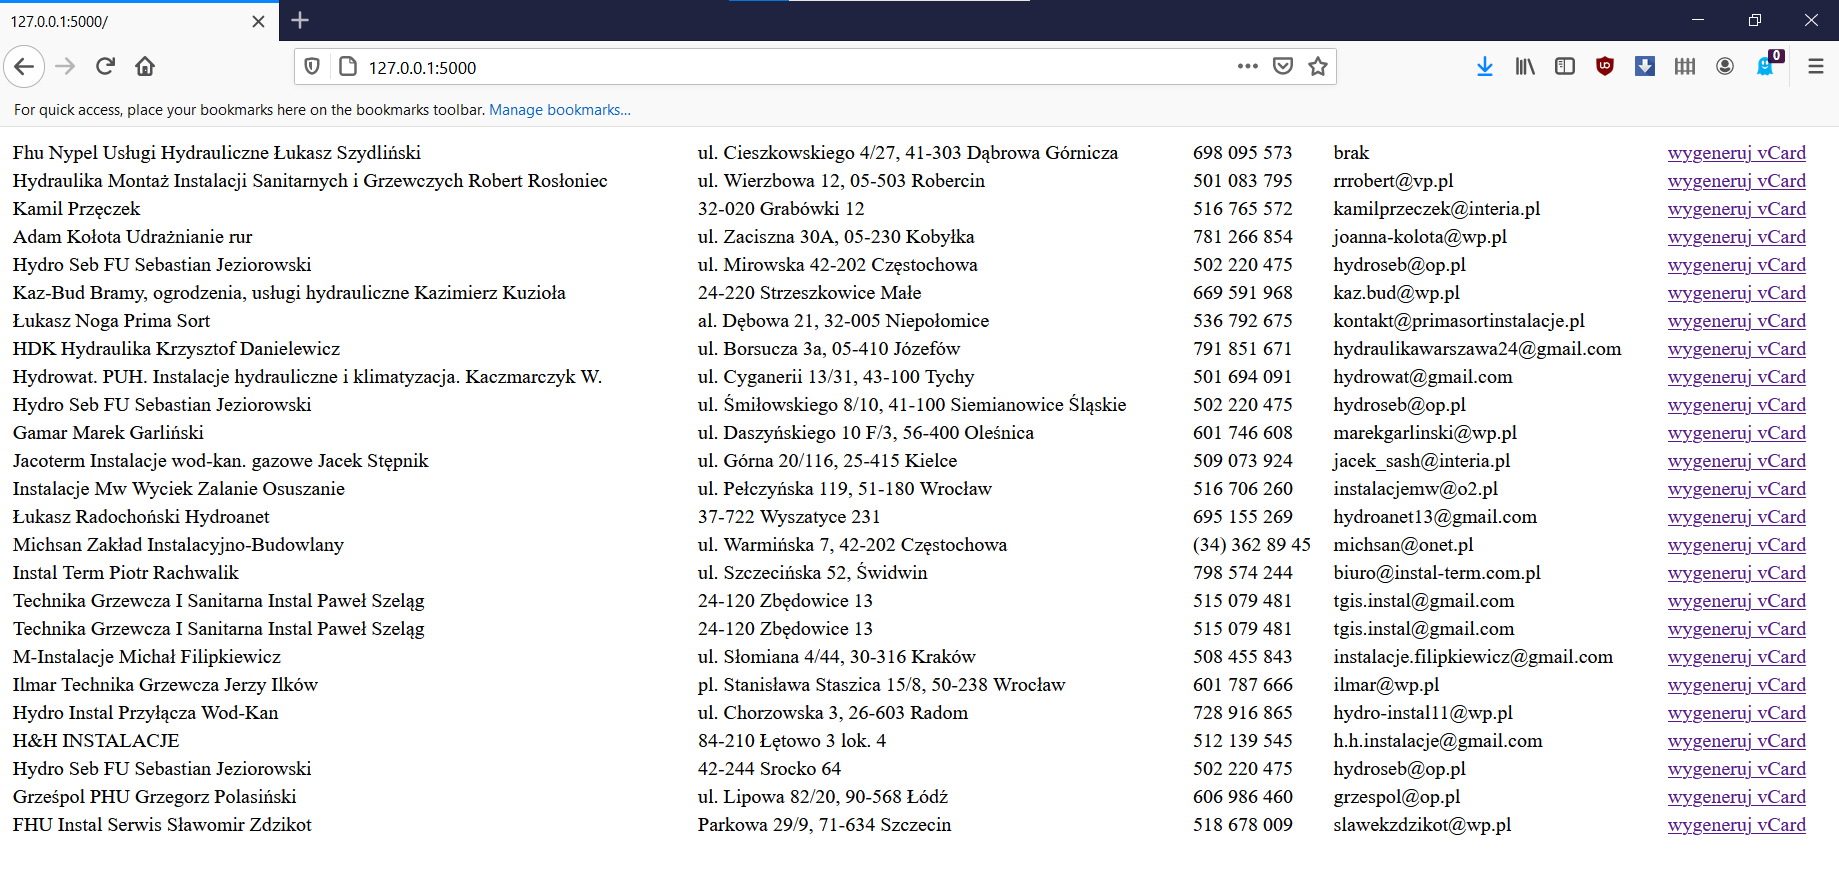 127.0.0.1:5000/
127.0.0.1:5000
0
For quick access, place your bookmarks here on the bookmarks toolbar. Manage bookmarks...
Fhu Nypel Usługi Hydrauliczne Łukasz Szydliński ul. Cieszkowskiego 4/27, 41-303 Dąbrowa Górnicza 698 095 573 brak wygeneruj vCard
Hydraulika Montaż Instalacji Sanitarnych i Grzewczych Robert Rosłoniec ul. Wierzbowa 12, 05-503 Robercin 501 083 795 rrrobert@vp.pl wygeneruj vCard
Kamil Przęczek 32-020 Grabówki 12 516 765 572 kamilprzeczek@interia.pl wygeneruj vCard
Adam Kołota Udrażnianie rur ul. Zaciszna 30A, 05-230 Kobyłka 781 266 854 joanna-kolota@wp.pl wygeneruj vCard
Hydro Seb FU Sebastian Jeziorowski ul. Mirowska 42-202 Częstochowa 502 220 475 hydroseb@op.pl wygeneruj vCard
Kaz-Bud Bramy, ogrodzenia, usługi hydrauliczne Kazimierz Kuzioła 24-220 Strzeszkowice Małe 669 591 968 kaz.bud@wp.pl wygeneruj vCard
Łukasz Noga Prima Sort al. Dębowa 21, 32-005 Niepołomice 536 792 675 kontakt@primasortinstalacje.pl wygeneruj vCard
HDK Hydraulika Krzysztof Danielewicz ul. Borsucza 3a, 05-410 Józefów 791 851 671 hydraulikawarszawa24@gmail.com wygeneruj vCard
Hydrowat. PUH. Instalacje hydrauliczne i klimatyzacja. Kaczmarczyk W. ul. Cyganerii 13/31, 43-100 Tychy 501 694 091 hydrowat@gmail.com wygeneruj vCard
Hydro Seb FU Sebastian Jeziorowski ul. Śmiłowskiego 8/10, 41-100 Siemianowice Śląskie 502 220 475 hydroseb@op.pl wygeneruj vCard
Gamar Marek Garliński ul. Daszyńskiego 10 F/3, 56-400 Oleśnica 601 746 608 marekgarlinski@wp.pl wygeneruj vCard
Jacoterm Instalacje wod-kan. gazowe Jacek Stępnik ul. Górna 20/116, 25-415 Kielce 509 073 924 jacek_sash@interia.pl wygeneruj vCard
Instalacje Mw Wyciek Zalanie Osuszanie ul. Pełczyńska 119, 51-180 Wrocław 516 706 260 instalacjemw@o2.pl wygeneruj vCard
Łukasz Radochoński Hydroanet 37-722 Wyszatyce 231 695 155 269 hydroanet13@gmail.com wygeneruj vCard
Michsan Zakład Instalacyjno-Budowlany ul. Warmińska 7, 42-202 Częstochowa (34) 362 89 45 michsan@onet.pl wygeneruj vCard
Instal Term Piotr Rachwalik ul. Szczecińska 52, Świdwin 798 574 244 biuro@instal-term.com.pl wygeneruj vCard
Technika Grzewcza I Sanitarna Instal Paweł Szeląg 24-120 Zbędowice 13 515 079 481 tgis.instal@gmail.com wygeneruj vCard
Technika Grzewcza I Sanitarna Instal Paweł Szeląg 24-120 Zbędowice 13 515 079 481 tgis.instal@gmail.com wygeneruj vCard
M-Instalacje Michał Filipkiewicz ul. Słomiana 4/44, 30-316 Kraków 508 455 843 instalacje.filipkiewicz@gmail.com wygeneruj vCard
Ilmar Technika Grzewcza Jerzy Ilków pl. Stanisława Staszica 15/8, 50-238 Wrocław 601 787 666 ilmar@wp.pl wygeneruj vCard
Hydro Instal Przyłącza Wod-Kan ul. Chorzowska 3, 26-603 Radom 728 916 865 hydro-instal11@wp.pl wygeneruj vCard
H&H INSTALACJE 84-210 Łętowo 3 lok. 4 512 139 545 h.h.instalacje@gmail.com wygeneruj vCard
Hydro Seb FU Sebastian Jeziorowski 42-244 Srocko 64 502 220 475 hydroseb@op.pl wygeneruj vCard
Grześpol PHU Grzegorz Polasiński ul. Lipowa 82/20, 90-568 Łódź 606 986 460 grzespol@op.pl wygeneruj vCard
FHU Instal Serwis Sławomir Zdzikot Parkowa 29/9, 71-634 Szczecin 518 678 009 slawekzdzikot@wp.pl wygeneruj vCard